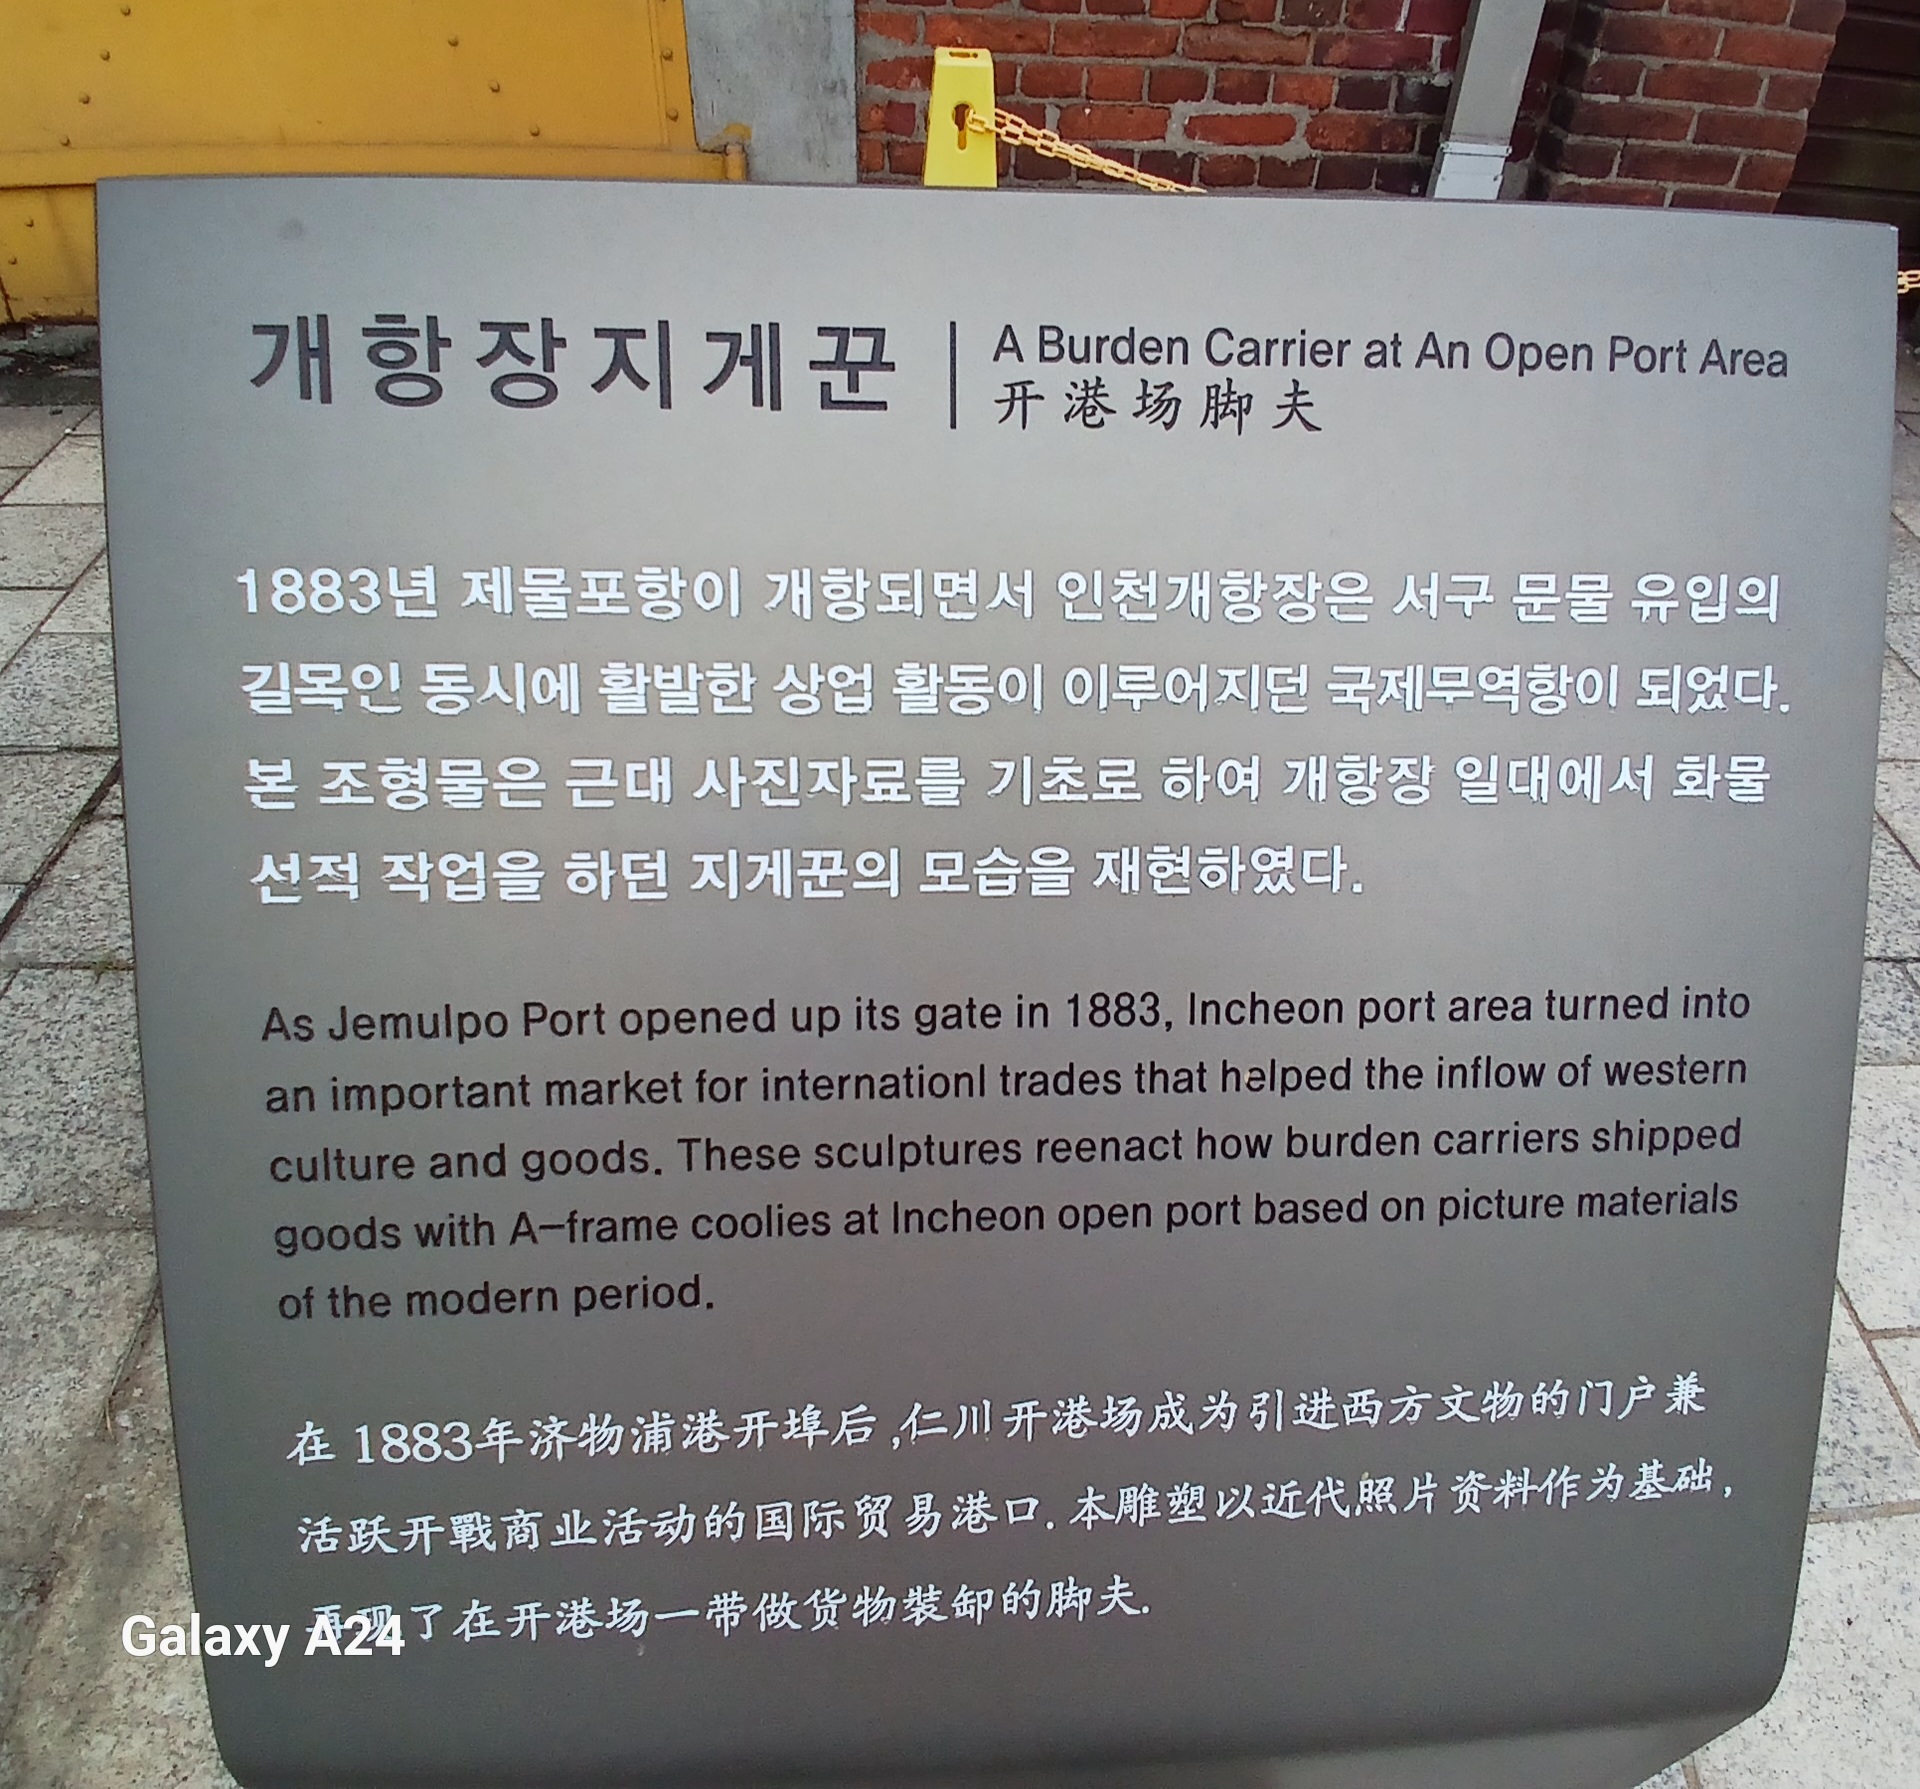 개항장지게꾼
A Burden Carrier at An Open Port Area
开港场脚夫
1883년 제물포항이 개항되면서 인천개항장은 서구 문물 유입의
길목인 동시에 활발한 상업 활동이 이루어지던 국제무역항이 되었다.
본 조형물은 근대 사진자료를 기초로 하여 개항장 일대에서 화물
선적 작업을 하던 지게꾼의 모습을 재현하였다.
As Jemulpo Port opened up its gate in 1883, Incheon port area turned into
an important market for internationl trades that helped the inflow of western
culture and goods. These sculptures reenact how burden carriers shipped
goods with A-frame coolies at Incheon open port based on picture materials
of the modern period.
在 1883年济物浦港开埠后,仁川开港场成为引进西方文物的门户兼
活跃开戰商业活动的国际贸易港口. 本雕塑以近代照片资料作为基础,
再现了在开港场一带做货物裝卸的脚夫.
Galaxy A24